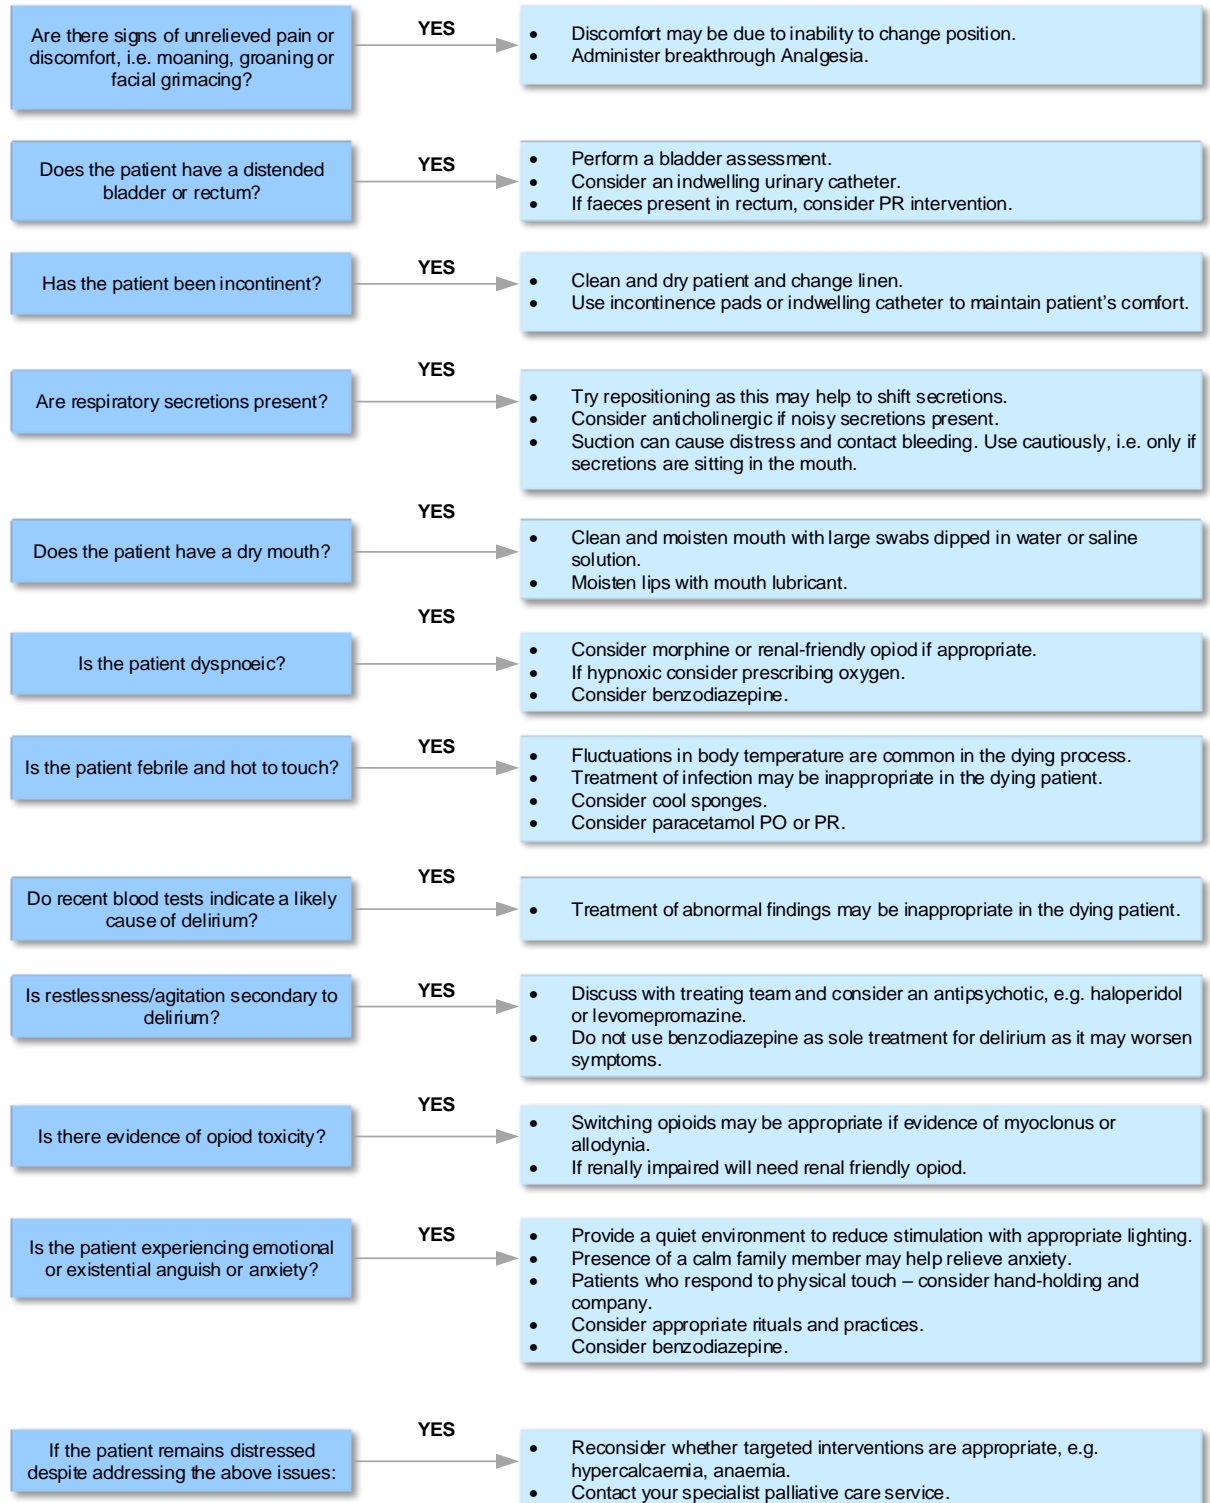 Are there signs of unrelieved pain or
discomfort, i.e. moaning, groaning or
facial grimacing?
YES
• Discomfort may be due to inability to change position.
• Administer breakthrough Analgesia.
Does the patient have a distended
bladder or rectum?
YES
• Perform a bladder assessment.
• Consider an indwelling urinary catheter.
• If faeces present in rectum, consider PR intervention.
Has the patient been incontinent?
YES
• Clean and dry patient and change linen.
• Use incontinence pads or indwelling catheter to maintain patient's comfort.
Are respiratory secretions present?
YES
• Try repositioning as this may help to shift secretions.
• Consider anticholinergic if noisy secretions present.
• Suction can cause distress and contact bleeding. Use cautiously, i.e. only if
secretions are sitting in the mouth.
Does the patient have a dry mouth?
YES
• Clean and moisten mouth with large swabs dipped in water or saline
solution.
• Moisten lips with mouth lubricant.
Is the patient dyspnoeic?
YES
• Consider morphine or renal-friendly opiod if appropriate.
• If hypnoxic consider prescribing oxygen.
• Consider benzodiazepine.
Is the patient febrile and hot to touch?
YES
• Fluctuations in body temperature are common in the dying process.
• Treatment of infection may be inappropriate in the dying patient.
• Consider cool sponges.
• Consider paracetamol PO or PR.
Do recent blood tests indicate a likely
cause of delirium?
YES
• Treatment of abnormal findings may be inappropriate in the dying patient.
Is restlessness/agitation secondary to
delirium?
YES
• Discuss with treating team and consider an antipsychotic, e.g. haloperidol
or levomepromazine.
• Do not use benzodiazepine as sole treatment for delirium as it may worsen
symptoms.
Is there evidence of opiod toxicity?
YES
• Switching opioids may be appropriate if evidence of myoclonus or
allodynia.
• If renally impaired will need renal friendly opiod.
Is the patient experiencing emotional
or existential anguish or anxiety?
YES
• Provide a quiet environment to reduce stimulation with appropriate lighting.
• Presence of a calm family member may help relieve anxiety.
• Patients who respond to physical touch – consider hand-holding and
company.
• Consider appropriate rituals and practices.
• Consider benzodiazepine.
If the patient remains distressed
despite addressing the above issues:
YES
• Reconsider whether targeted interventions are appropriate, e.g.
hypercalcaemia, anaemia.
• Contact your specialist palliative care service.